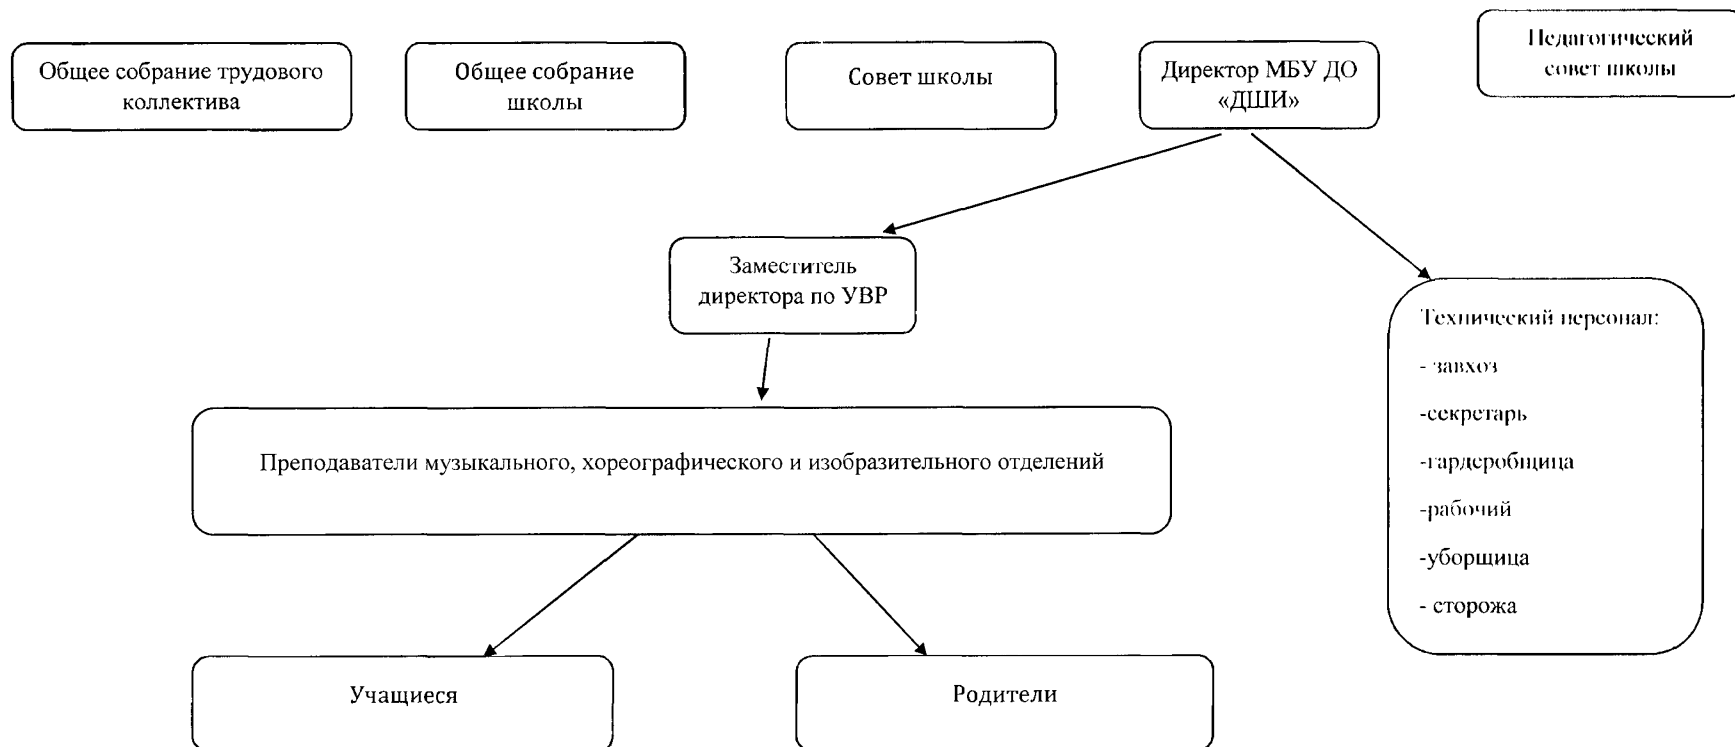 Общее собрание трудового
коллектива
Общее собрание
школы
Совет школы
Директор МБУ ДО
«ДШИ»
Педагогический
совет школы
Заместитель
директора по УВР
Технический персонал:
- завхоз
-секретарь
-гардеробщица
-рабочий
-уборщица
- сторожа
Преподаватели музыкального, хореографического и изобразительного отделений
Учащиеся
Родители